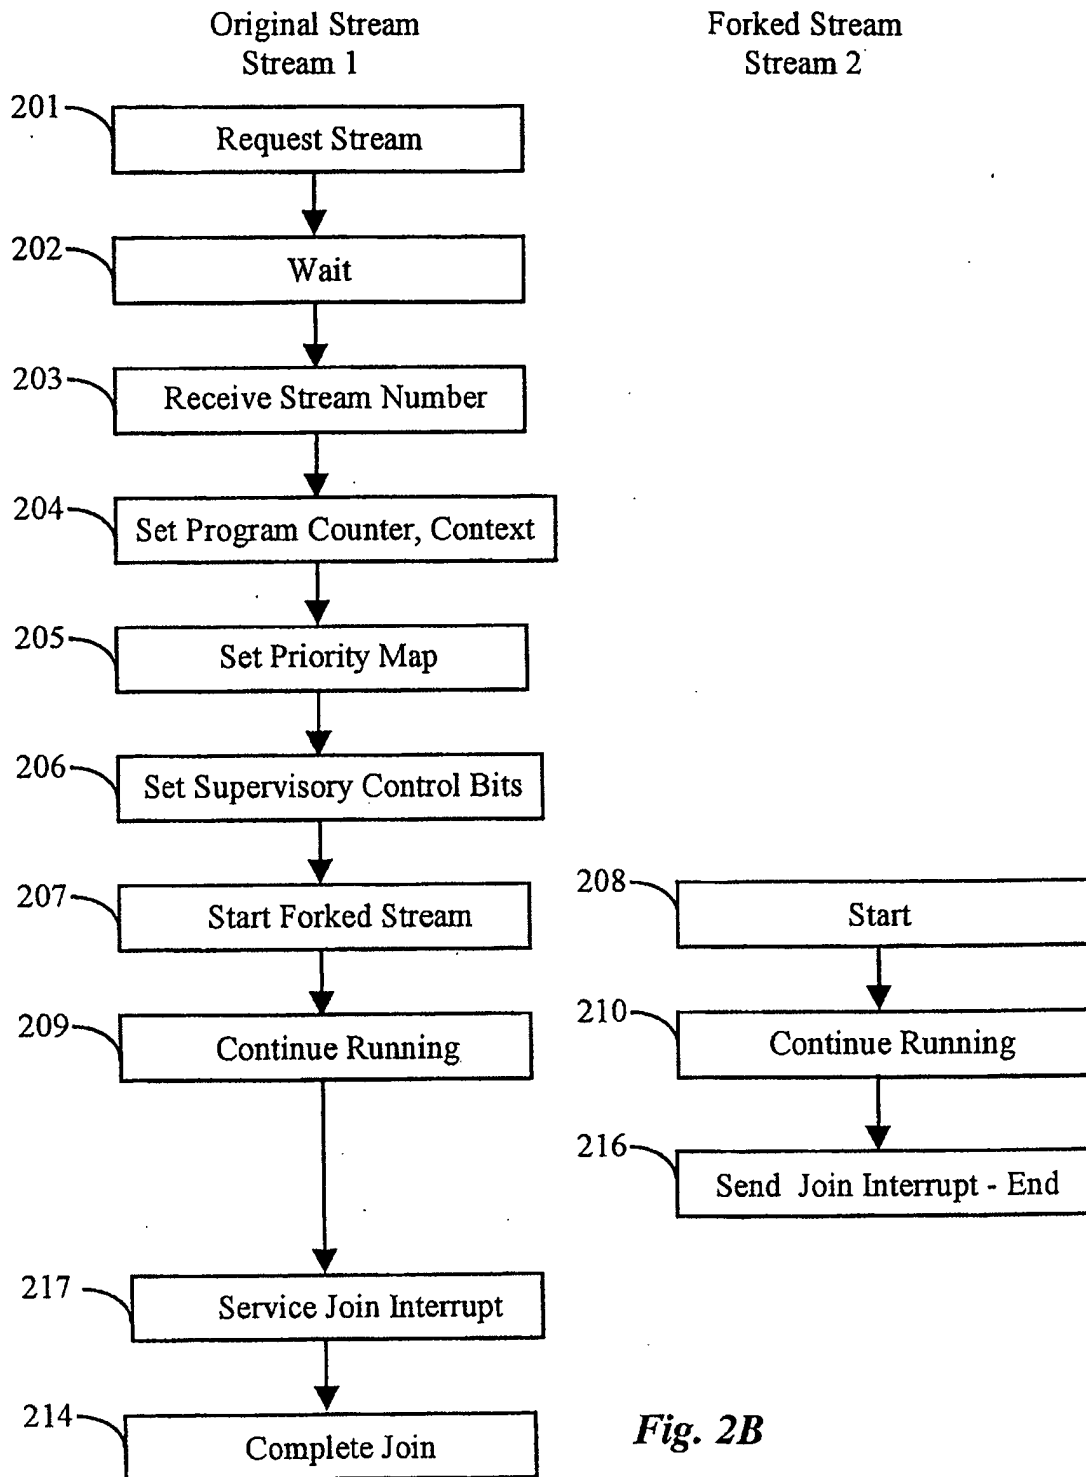 Original Stream
Stream 1
Forked Stream
Stream 2
201
Request Stream
202
Wait
203
Receive Stream Number
204
Set Program Counter, Context
205
Set Priority Map
206
Set Supervisory Control Bits
207
Start Forked Stream
208
Start
209
Continue Running
210
Continue Running
216
Send Join Interrupt - End
217
Service Join Interrupt
214
Complete Join
Fig. 2B